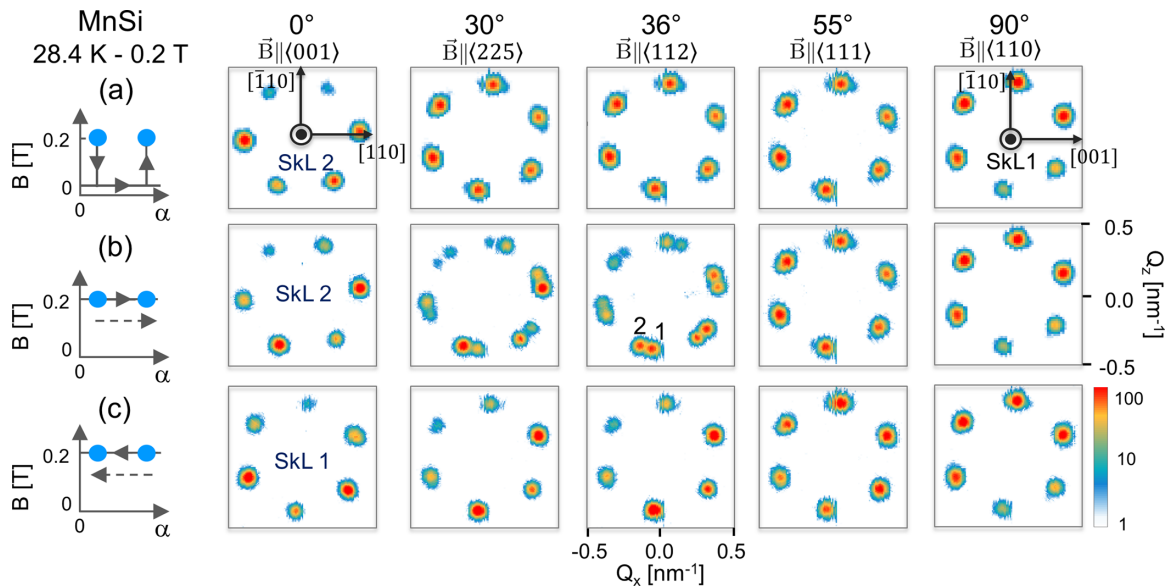 MnSi
28.4 K - 0.2 T
0° 30° 36° 55° 90°
B⃗||⟨001⟩ B⃗||⟨225⟩ B⃗||⟨112⟩ B⃗||⟨111⟩ B⃗||⟨110⟩
(a)
B [T]
0.2
0
0
α
[1̅10]
[110]
SkL 2
[1̅10]
[001]
SkL1
(b)
B [T]
0.2
0
0
α
SkL 2
2 1
0.5
0.0
-0.5
Q_z [nm⁻¹]
(c)
B [T]
0.2
0
0
α
SkL 1
-0.5 0.0 0.5
Q_x [nm⁻¹]
100
10
1